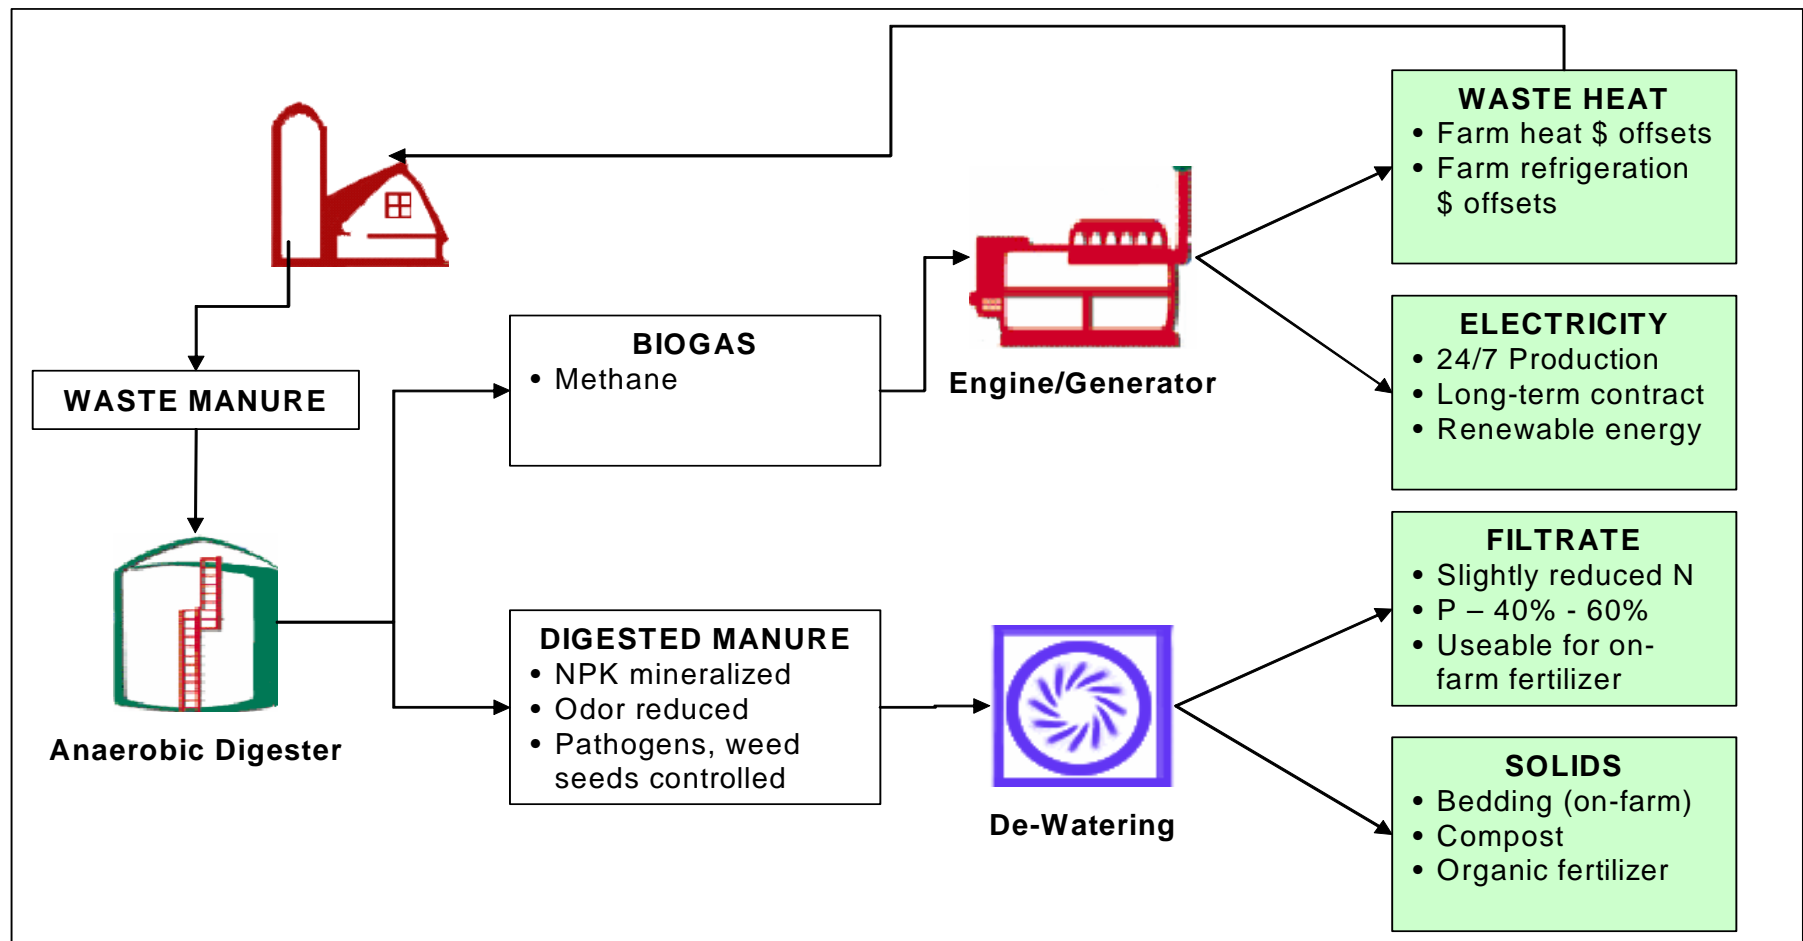 WASTE HEAT
• Farm heat $ offsets
• Farm refrigeration
$ offsets
BIOGAS
• Methane
Engine/Generator
ELECTRICITY
• 24/7 Production
• Long-term contract
• Renewable energy
WASTE MANURE
Anaerobic Digester
DIGESTED MANURE
• NPK mineralized
• Odor reduced
• Pathogens, weed
seeds controlled
De-Watering
FILTRATE
• Slightly reduced N
• P – 40% - 60%
• Useable for on-
farm fertilizer
SOLIDS
• Bedding (on-farm)
• Compost
• Organic fertilizer